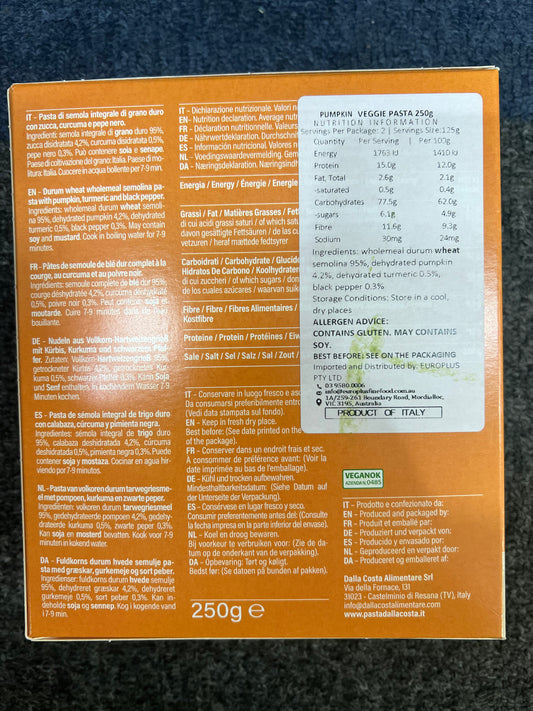 IT - Pasta di semola integrale di grano duro
con zucca, curcuma e pepe nero.
Ingredienti: semola integrale di grano duro 95%,
zucca disidratata 4,2%, curcuma disidratata 0,5%,
pepe nero 0,3%. Può contenere soia e senape.
Paese di coltivazione del grano: Italia. Paese di mo-
litura: Italia. Cuocere in acqua bollente per 7-9 min.
EN - Durum wheat wholemeal semolina pa-
sta with pumpkin, turmeric and black pepper.
Ingredients: wholemeal durum wheat semoli-
na 95%, dehydrated pumpkin 4,2%, dehydrated
turmeric 0,5%, black pepper 0,3%. May contain
soy and mustard. Cook in boiling water for 7-9
minutes.
FR - Pâtes de semoule de blé dur complet à la
courge, au curcuma et au poivre noir.
Ingrédients: semoule complète de blé dur 95%,
courge déshydratée 4,2%, curcuma déshydraté
0,5%, poivre noir 0,3%. Peut contenir soja et
moutarde. Cuire 7-9 minutes dans de l'eau
bouillante.
DE - Nudeln aus Vollkorn-Hartweizengrieß
mit Kürbis, Kurkuma und schwarzem Pfef-
fer. Zutaten: Vollkorn-Hartweizengrieß 95%,
getrockneter Kürbis 4,2%, getrocknetes Kur-
kuma 0,5%, schwarzer Pfeffer 0,3%. Kann Soja
und Senf enthalten. In kochendem Wasser 7-9
Minuten kochen.
ES - Pasta de sémola integral de trigo duro
con calabaza, cúrcuma y pimienta negra.
Ingredientes: sémola integral de trigo duro
95%, calabaza deshidratada 4,2%, cúrcuma
deshidratada 0,5%, pimienta negra 0,3%. Puede
contener soja y mostaza. Cocinar en agua hir-
viendo por 7-9 minutos.
NL - Pasta van volkoren durum tarwegriesme-
el met pompoen, kurkuma en zwarte peper.
Ingrediënten: volkoren durum tarwegriesmeel
95%, gedehydrateerde pompoen 4,2%, gedehy-
drateerde kurkuma 0,5%, zwarte peper 0,3%.
Kan soja en mosterd bevatten. Kook voor 7-9
minuten in kokend water.
DA - Fuldkorns durum hvede semulje pa-
sta med græskar, gurkemeje og sort peber.
Ingredienser: fuldkorns durum hvede semulje
95%, dehydreret græskar 4,2%, dehydreret
gurkemeje 0,5%, sort peber 0,3%. Kan in-
deholde soja og sennep. Kog i kogende vand
i 7-9 min.
IT - Dichiarazione nutrizionale. Valori n
EN - Nutrition declaration. Average nut
FR - Déclaration nutritionnelle. Valeurs
DE - Nährwertdeklaration. Durchschni
ES - Información nutricional. Valores n
NL - Voedingswaardevermelding. Gem
DA - Næringsdeklaration. Næringsindh
Energia / Energy / Énergie / Energie
Grassi / Fat / Matières Grasses / Fet
di cui acidi grassi saturi / of which satu
davon gesättigte Fettsäuren / de las cu
vetzuren / heraf mættede fedtsyrer
Carboidrati / Carbohydrate / Glucide
Hidratos De Carbono / Koolhydraten
di cui zuccheri / of which sugars / don
de los cuales azúcares / waarvan suik
Fibre / Fibre / Fibres Alimentaires /
Kostfibre
Proteine / Protein / Protéines / Eiw
Sale / Salt / Sel / Salz / Sal / Zout /
IT - Conservare in luogo fresco e asc
Da consumarsi preferibilmente entro
(Vedi data stampata sul fondo).
EN - Keep in fresh dry place.
Best before: (See date printed on the
of the package).
FR - Conserver dans un endroit frais et sec.
À consommer de préférence avant: (Voir la
date imprimée au bas de l'emballage).
DE - Kühl und trocken aufbewahren.
Mindesthaltbarkeitsdatum: (Siehe Datum auf
der Unterseite der Verpackung).
ES - Consérvese en lugar fresco y seco.
Consumir preferentemente antes del: (Consulte
la fecha impresa en la parte inferior del envase).
NL - Koel en droog bewaren.
Bij voorkeur te verbruiken voor: (Zie de da-
tum op de onderkant van de verpakking).
DA - Opbevaring: Tørt og køligt.
Bedst før: (Se datoen på bunden af pakken).
250g e
PUMPKIN VEGGIE PASTA 250g
NUTRITION INFORMATION
Servings Per Package: 2 | Servings Size:125g
Quantity Per Serving | Per 100g
Energy 1763 kJ 1410 kJ
Protein 15.0g 12.0g
Fat, Total 2.6g 2.1g
-saturated 0.5g 0.4g
Carbohydrates 77.5g 62.0g
-sugars 6.1g 4.9g
Fibre 11.6g 9.3g
Sodium 30mg 24mg
Ingredients: wholemeal durum wheat
semolina 95%, dehydrated pumpkin
4.2%, dehydrated turmeric 0.5%,
black pepper 0.3%
Storage Conditions: Store in a cool,
dry places
ALLERGEN ADVICE:
CONTAINS GLUTEN. MAY CONTAINS
SOY.
BEST BEFORE: SEE ON THE PACKAGING
Imported and Distributed by: EUROPLUS
PTY LTD
03 9580 0006
info@europlusfinefood.com.au
1A/259-261 Boundary Road, Mordialloc,
VIC 3195, Australia
PRODUCT OF ITALY
VEGANOK
AZIENDA N. 0485
IT - Prodotto e confezionato da:
EN - Produced and packaged by:
FR - Produit et emballé par:
DE - Produziert und verpackt von:
ES - Producido y envasado por:
NL - Geproduceerd en verpakt door:
DA - Produceret og emballeret af:
Dalla Costa Alimentare Srl
Via della Fornace, 131
31023 - Castelminio di Resana (TV), Italy
info@dallacostalimentare.com
www.pastadallacosta.it